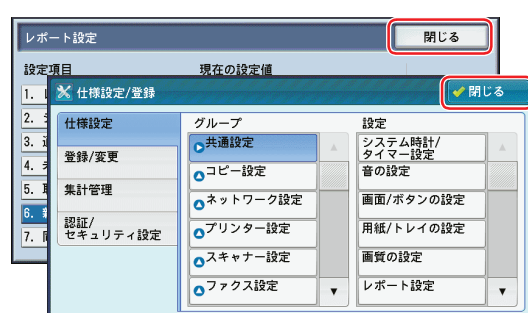 レポート設定
閉じる
設定項目
現在の設定値
1.
2.
3.
4.
5.
6.
7.
仕様設定/登録
閉じる
仕様設定
登録/変更
集計管理
認証/
セキュリティ設定
グループ
共通設定
コピー設定
ネットワーク設定
プリンター設定
スキャナー設定
ファクス設定
設定
システム時計/
タイマー設定
音の設定
画面/ボタンの設定
用紙/トレイの設定
画質の設定
レポート設定